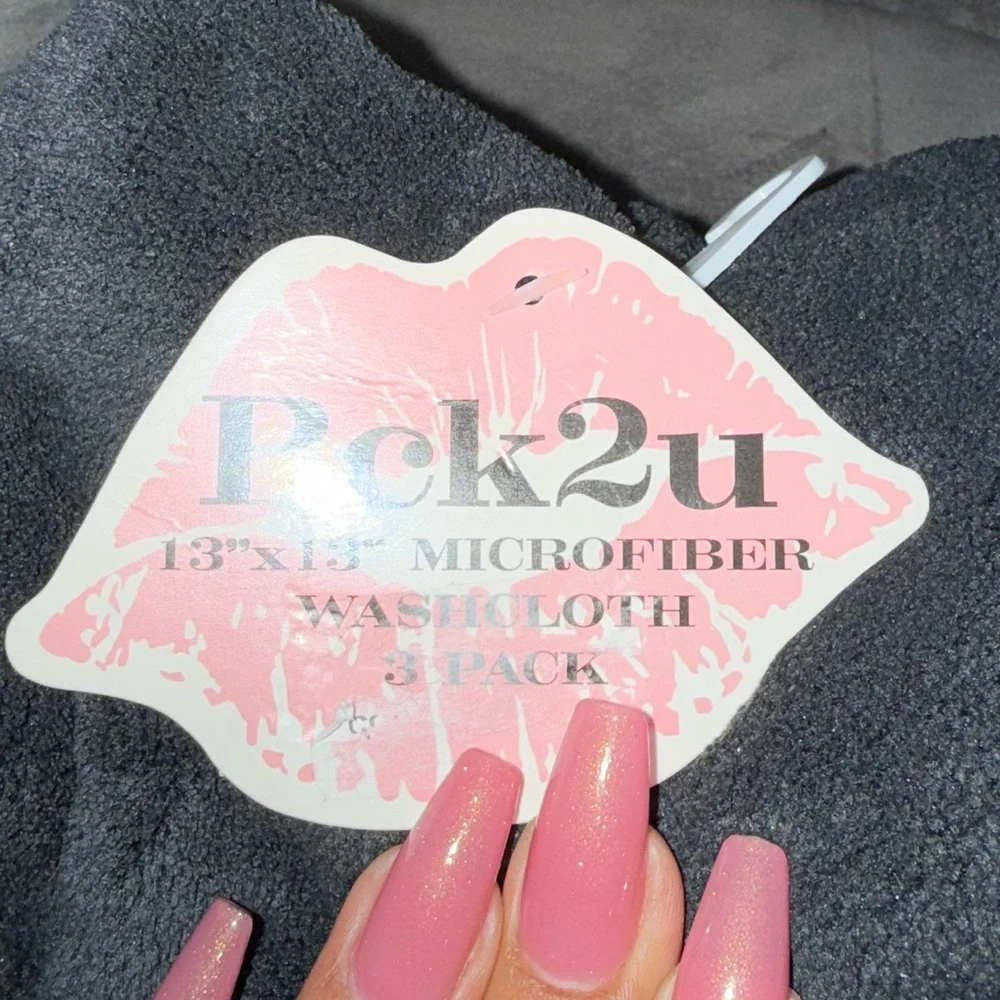 Pck2u
13"x13" MICROFIBER
WASHCLOTH
3 PACK